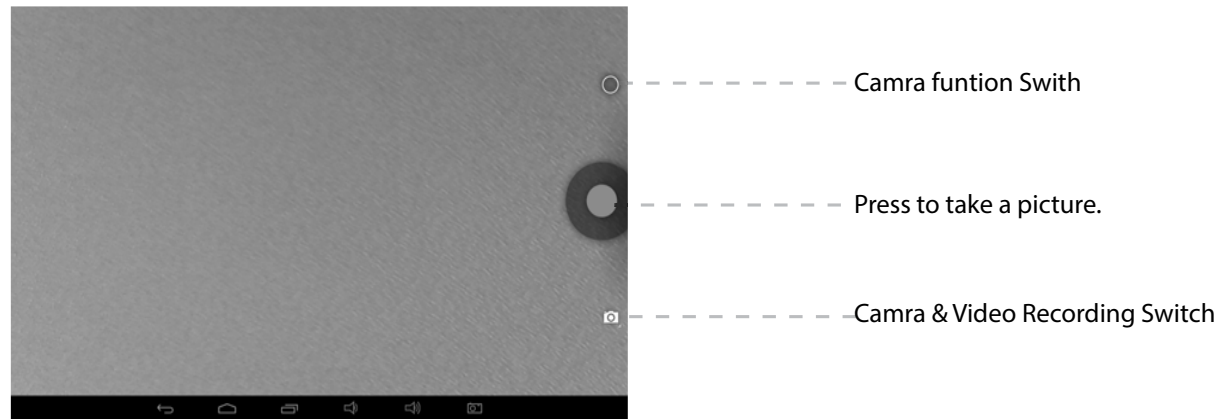 Camra funtion Swith
Press to take a picture.
Camra & Video Recording Switch